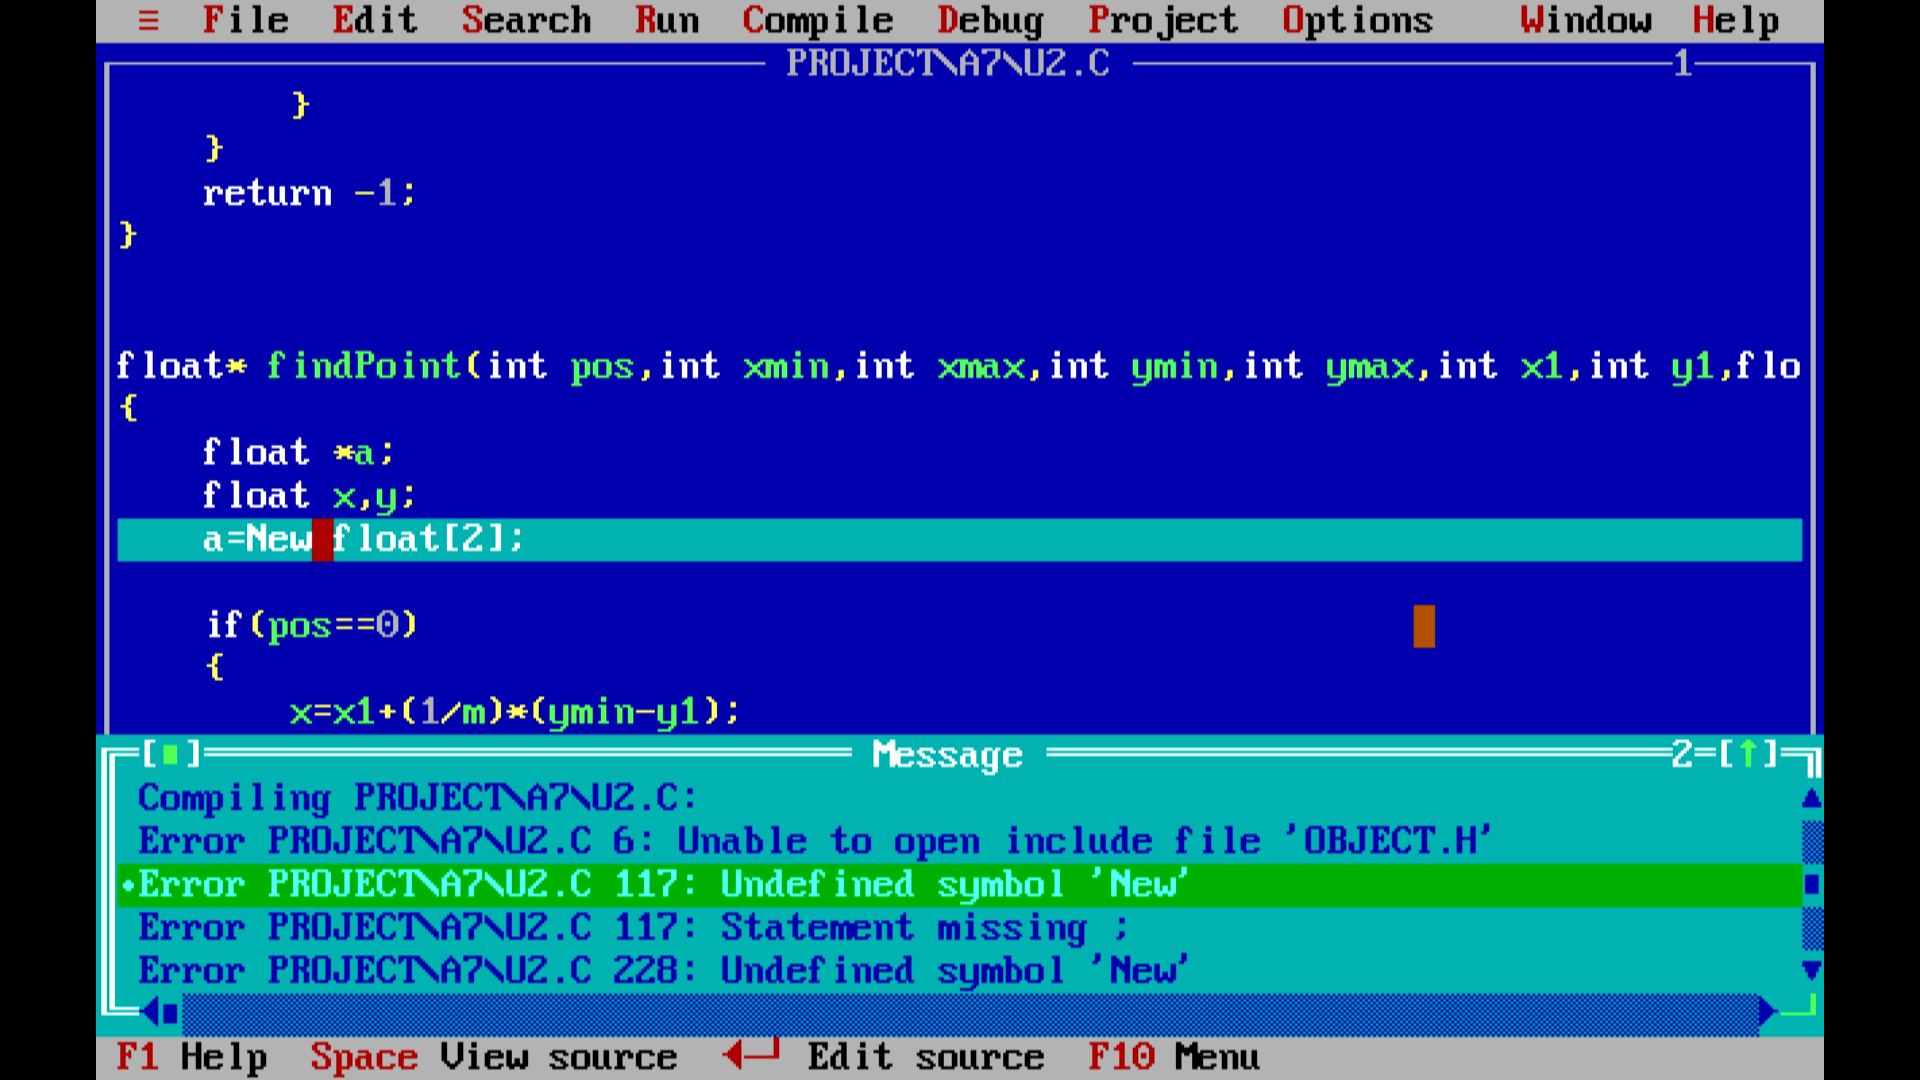 ≡ File Edit Search Run Compile Debug Project Options Window Help
PROJECT\A7\U2.C 1
}
}
return -1;
}
float* findPoint(int pos,int xmin,int xmax,int ymin,int ymax,int x1,int y1,flo
{
float *a;
float x,y;
a=New float[2];
if(pos==0)
{
x=x1+(1/m)*(ymin-y1);
Message 2=[↑]
Compiling PROJECT\A7\U2.C:
Error PROJECT\A7\U2.C 6: Unable to open include file 'OBJECT.H'
•Error PROJECT\A7\U2.C 117: Undefined symbol 'New'
Error PROJECT\A7\U2.C 117: Statement missing ;
Error PROJECT\A7\U2.C 228: Undefined symbol 'New'
F1 Help Space View source ◄─┘ Edit source F10 Menu